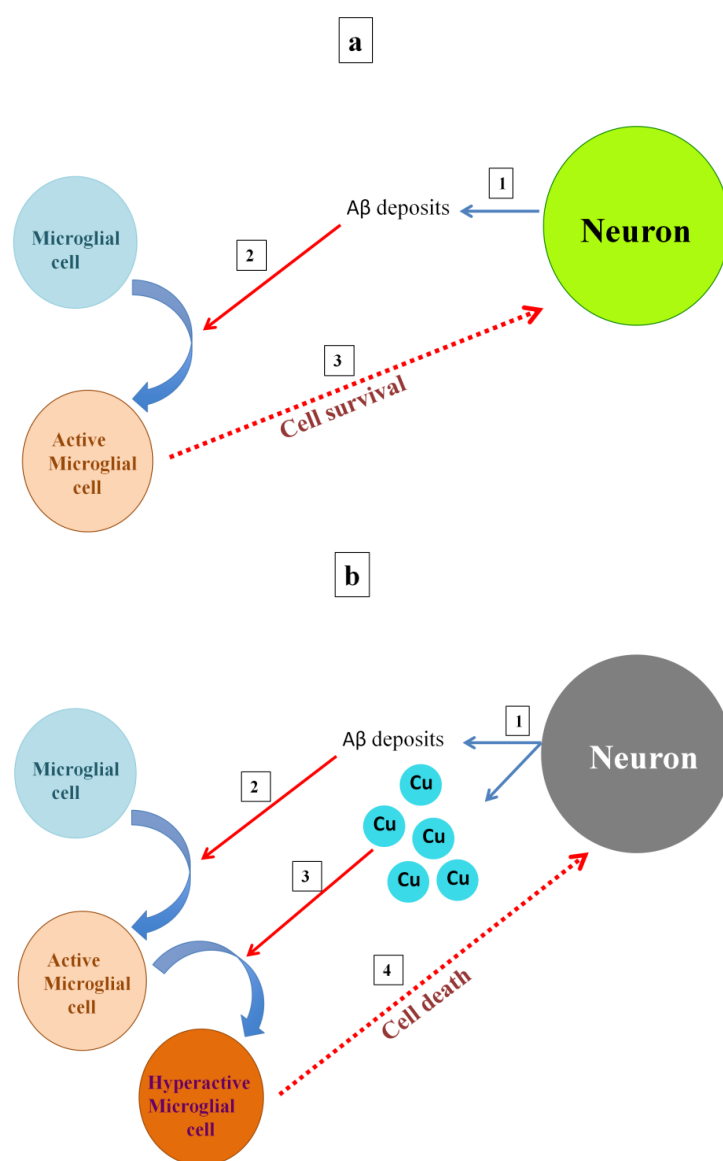 a
1
Aβ deposits
Neuron
Microglial
cell
2
3
Cell survival
Active
Microglial
cell
b
1
Aβ deposits
Neuron
Microglial
cell
2
Cu
Cu
Cu
Cu
Cu
3
Active
Microglial
cell
4
Cell death
Hyperactive
Microglial
cell